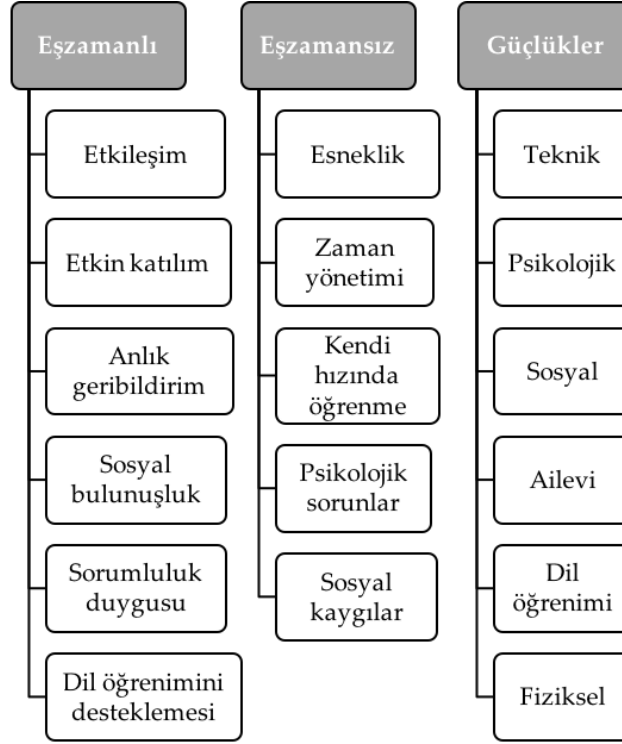 Eşzamanlı
Etkileşim
Etkin katılım
Anlık
geribildirim
Sosyal
bulunuşluk
Sorumluluk
duygusu
Dil öğrenimini
desteklemesi
Eşzamansız
Esneklik
Zaman
yönetimi
Kendi
hızında
öğrenme
Psikolojik
sorunlar
Sosyal
kaygılar
Güçlükler
Teknik
Psikolojik
Sosyal
Ailevi
Dil
öğrenimi
Fiziksel